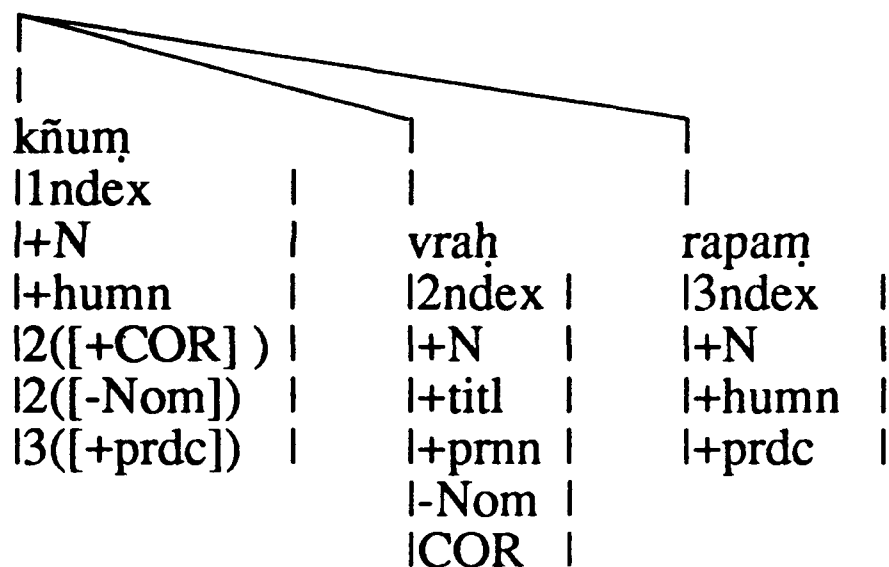 kñuṃ
|1ndex |
|+N | vraḥ rapaṃ
|+humn | |2ndex | |3ndex |
|2([+COR] ) | |+N | |+N |
|2([-Nom]) | |+titl | |+humn |
|3([+prdc]) | |+prnn | |+prdc |
|-Nom |
|COR |